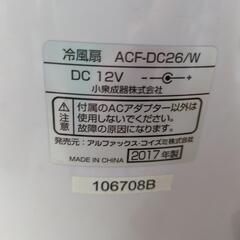 冷風扇 ACF-DC26/W
DC 12V
小泉成器株式会社
注意
付属のACアダプター以外は
使用しないでください。
故障の原因になります。
発売元:アルファックス・コイズミ株式会社
2017年製
106708B